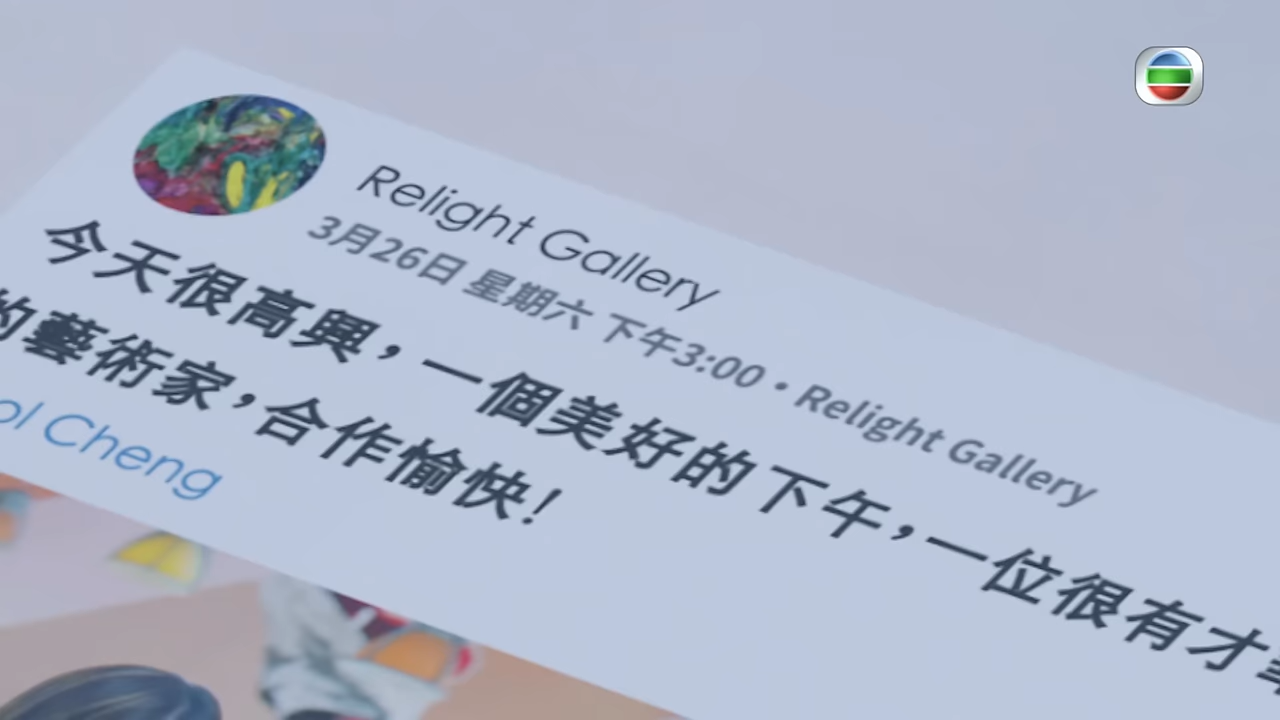 Relight Gallery
3月26日 星期六 下午3:00 • Relight Gallery
今天很高興，一個美好的下午，一位很有才
的藝術家，合作愉快！
ol Cheng